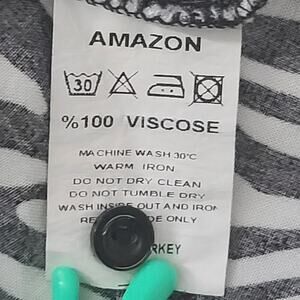 AMAZON
30
%100 VISCOSE
MACHINE WASH 30°C
WARM IRON
DO NOT DRY CLEAN
DO NOT TUMBLE DRY
WASH INSIDE OUT AND IRON
SIDE ONLY